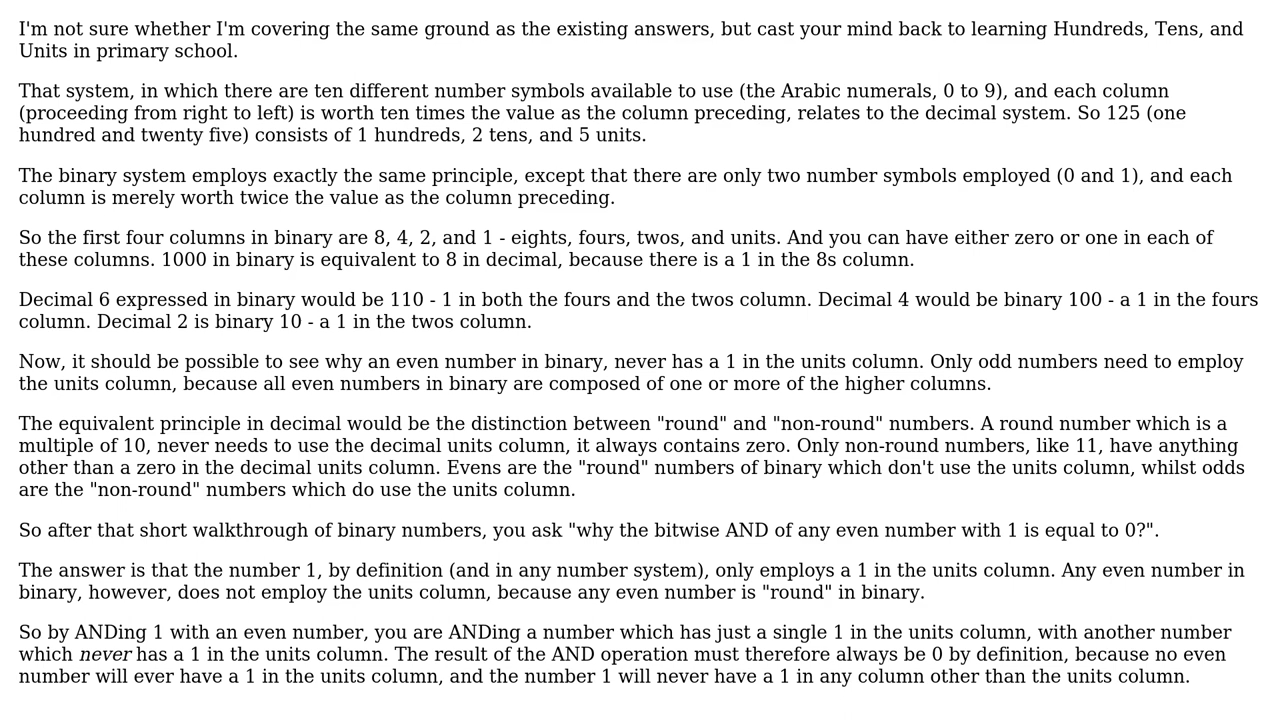 I'm not sure whether I'm covering the same ground as the existing answers, but cast your mind back to learning Hundreds, Tens, and
Units in primary school.
That system, in which there are ten different number symbols available to use (the Arabic numerals, 0 to 9), and each column
(proceeding from right to left) is worth ten times the value as the column preceding, relates to the decimal system. So 125 (one
hundred and twenty five) consists of 1 hundreds, 2 tens, and 5 units.
The binary system employs exactly the same principle, except that there are only two number symbols employed (0 and 1), and each
column is merely worth twice the value as the column preceding.
So the first four columns in binary are 8, 4, 2, and 1 - eights, fours, twos, and units. And you can have either zero or one in each of
these columns. 1000 in binary is equivalent to 8 in decimal, because there is a 1 in the 8s column.
Decimal 6 expressed in binary would be 110 - 1 in both the fours and the twos column. Decimal 4 would be binary 100 - a 1 in the fours
column. Decimal 2 is binary 10 - a 1 in the twos column.
Now, it should be possible to see why an even number in binary, never has a 1 in the units column. Only odd numbers need to employ
the units column, because all even numbers in binary are composed of one or more of the higher columns.
The equivalent principle in decimal would be the distinction between "round" and "non-round" numbers. A round number which is a
multiple of 10, never needs to use the decimal units column, it always contains zero. Only non-round numbers, like 11, have anything
other than a zero in the decimal units column. Evens are the "round" numbers of binary which don't use the units column, whilst odds
are the "non-round" numbers which do use the units column.
So after that short walkthrough of binary numbers, you ask "why the bitwise AND of any even number with 1 is equal to 0?".
The answer is that the number 1, by definition (and in any number system), only employs a 1 in the units column. Any even number in
binary, however, does not employ the units column, because any even number is "round" in binary.
So by ANDing 1 with an even number, you are ANDing a number which has just a single 1 in the units column, with another number
which never has a 1 in the units column. The result of the AND operation must therefore always be 0 by definition, because no even
number will ever have a 1 in the units column, and the number 1 will never have a 1 in any column other than the units column.